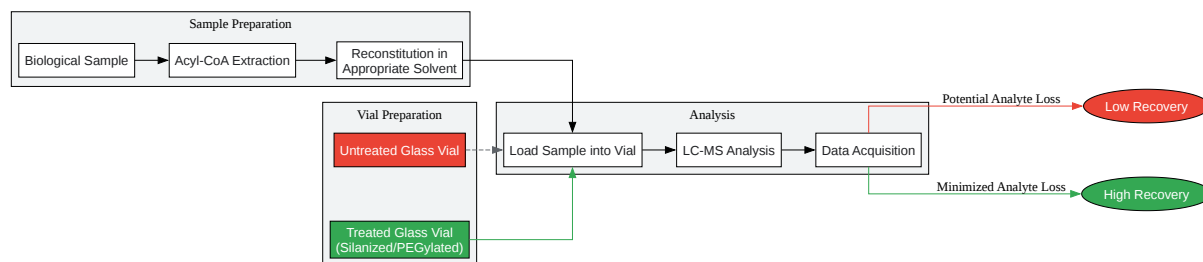 Sample Preparation
Biological Sample
Acyl-CoA Extraction
Reconstitution in
Appropriate Solvent
Vial Preparation
Untreated Glass Vial
Treated Glass Vial
(Silanized/PEGylated)
Analysis
Load Sample into Vial
LC-MS Analysis
Data Acquisition
Potential Analyte Loss
Low Recovery
Minimized Analyte Loss
High Recovery